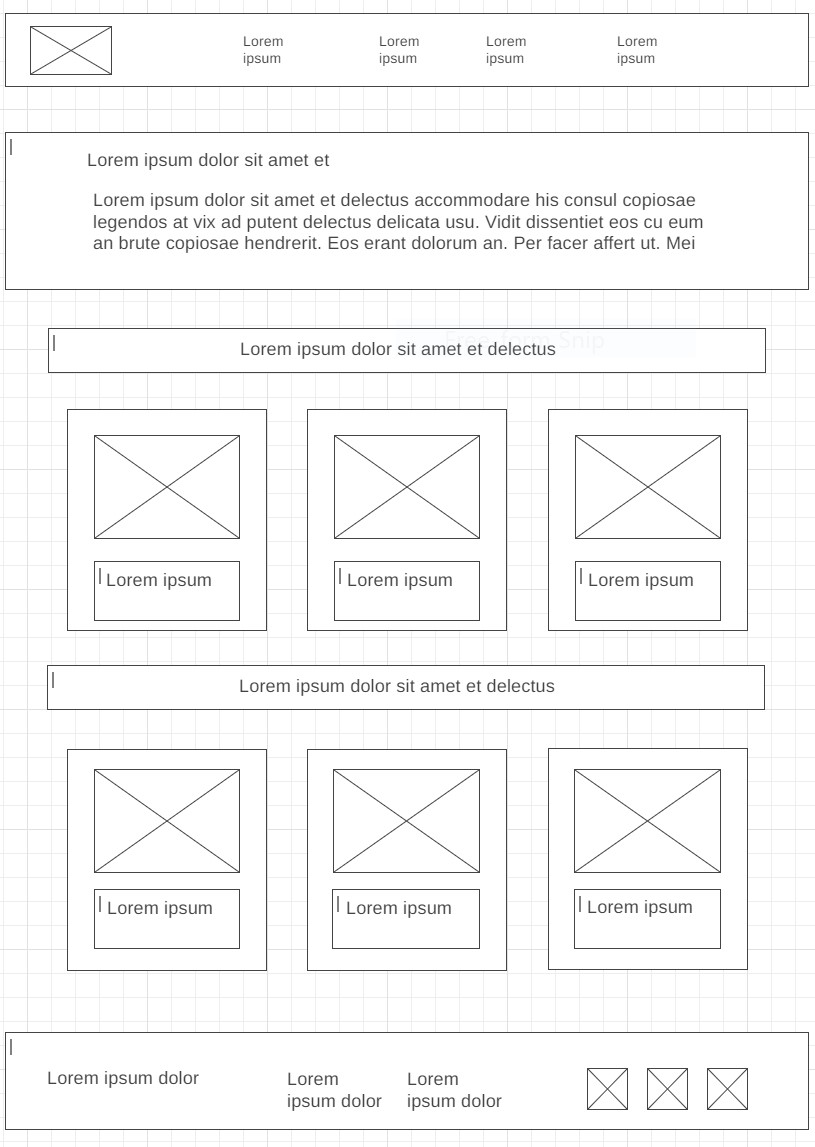 Lorem
ipsum
Lorem
ipsum
Lorem
ipsum
Lorem
ipsum
Lorem ipsum dolor sit amet et
Lorem ipsum dolor sit amet et delectus accommodare his consul copiosae
legendos at vix ad putent delectus delicata usu. Vidit dissentiet eos cu eum
an brute copiosae hendrerit. Eos erant dolorum an. Per facer affert ut. Mei
Free-form Snip
Lorem ipsum dolor sit amet et delectus
Lorem ipsum
Lorem ipsum
Lorem ipsum
Lorem ipsum dolor sit amet et delectus
Lorem ipsum
Lorem ipsum
Lorem ipsum
Lorem ipsum dolor
Lorem
ipsum dolor
Lorem
ipsum dolor